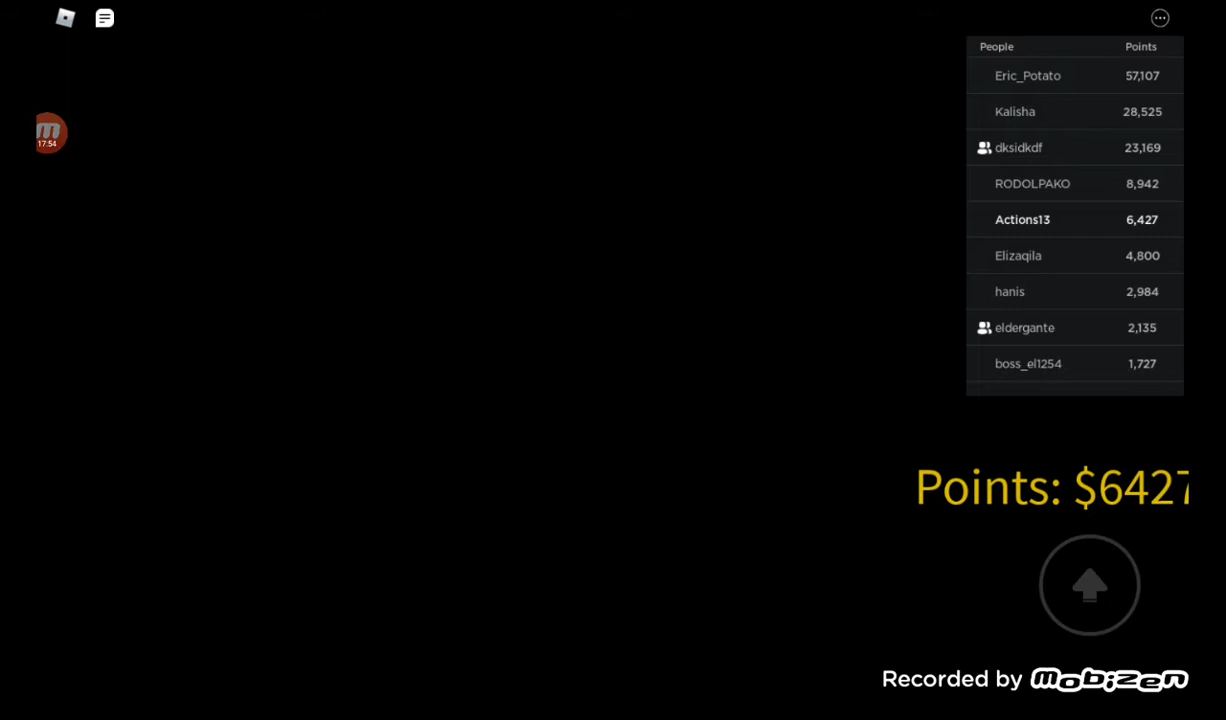 17:54
People Points
Eric_Potato 57,107
Kalisha 28,525
dksidkdf 23,169
RODOLPAKO 8,942
Actions13 6,427
Elizaqila 4,800
hanis 2,984
eldergante 2,135
boss_el1254 1,727
Points: $6427
Recorded by mobizen